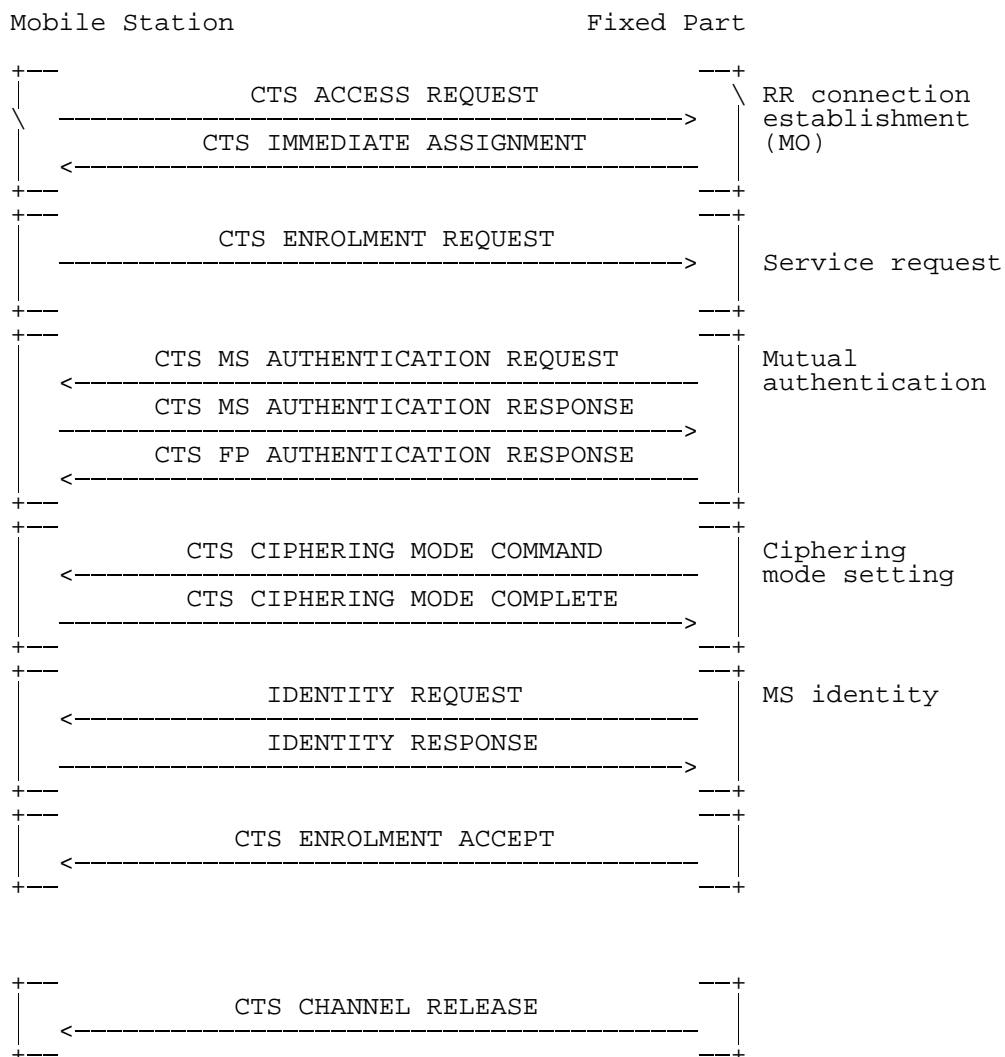 Mobile Station Fixed Part
CTS ACCESS REQUEST
RR connection
establishment
(MO)
CTS IMMEDIATE ASSIGNMENT
CTS ENROLMENT REQUEST
Service request
CTS MS AUTHENTICATION REQUEST
Mutual
authentication
CTS MS AUTHENTICATION RESPONSE
CTS FP AUTHENTICATION RESPONSE
CTS CIPHERING MODE COMMAND
Ciphering
mode setting
CTS CIPHERING MODE COMPLETE
IDENTITY REQUEST
MS identity
IDENTITY RESPONSE
CTS ENROLMENT ACCEPT
CTS CHANNEL RELEASE